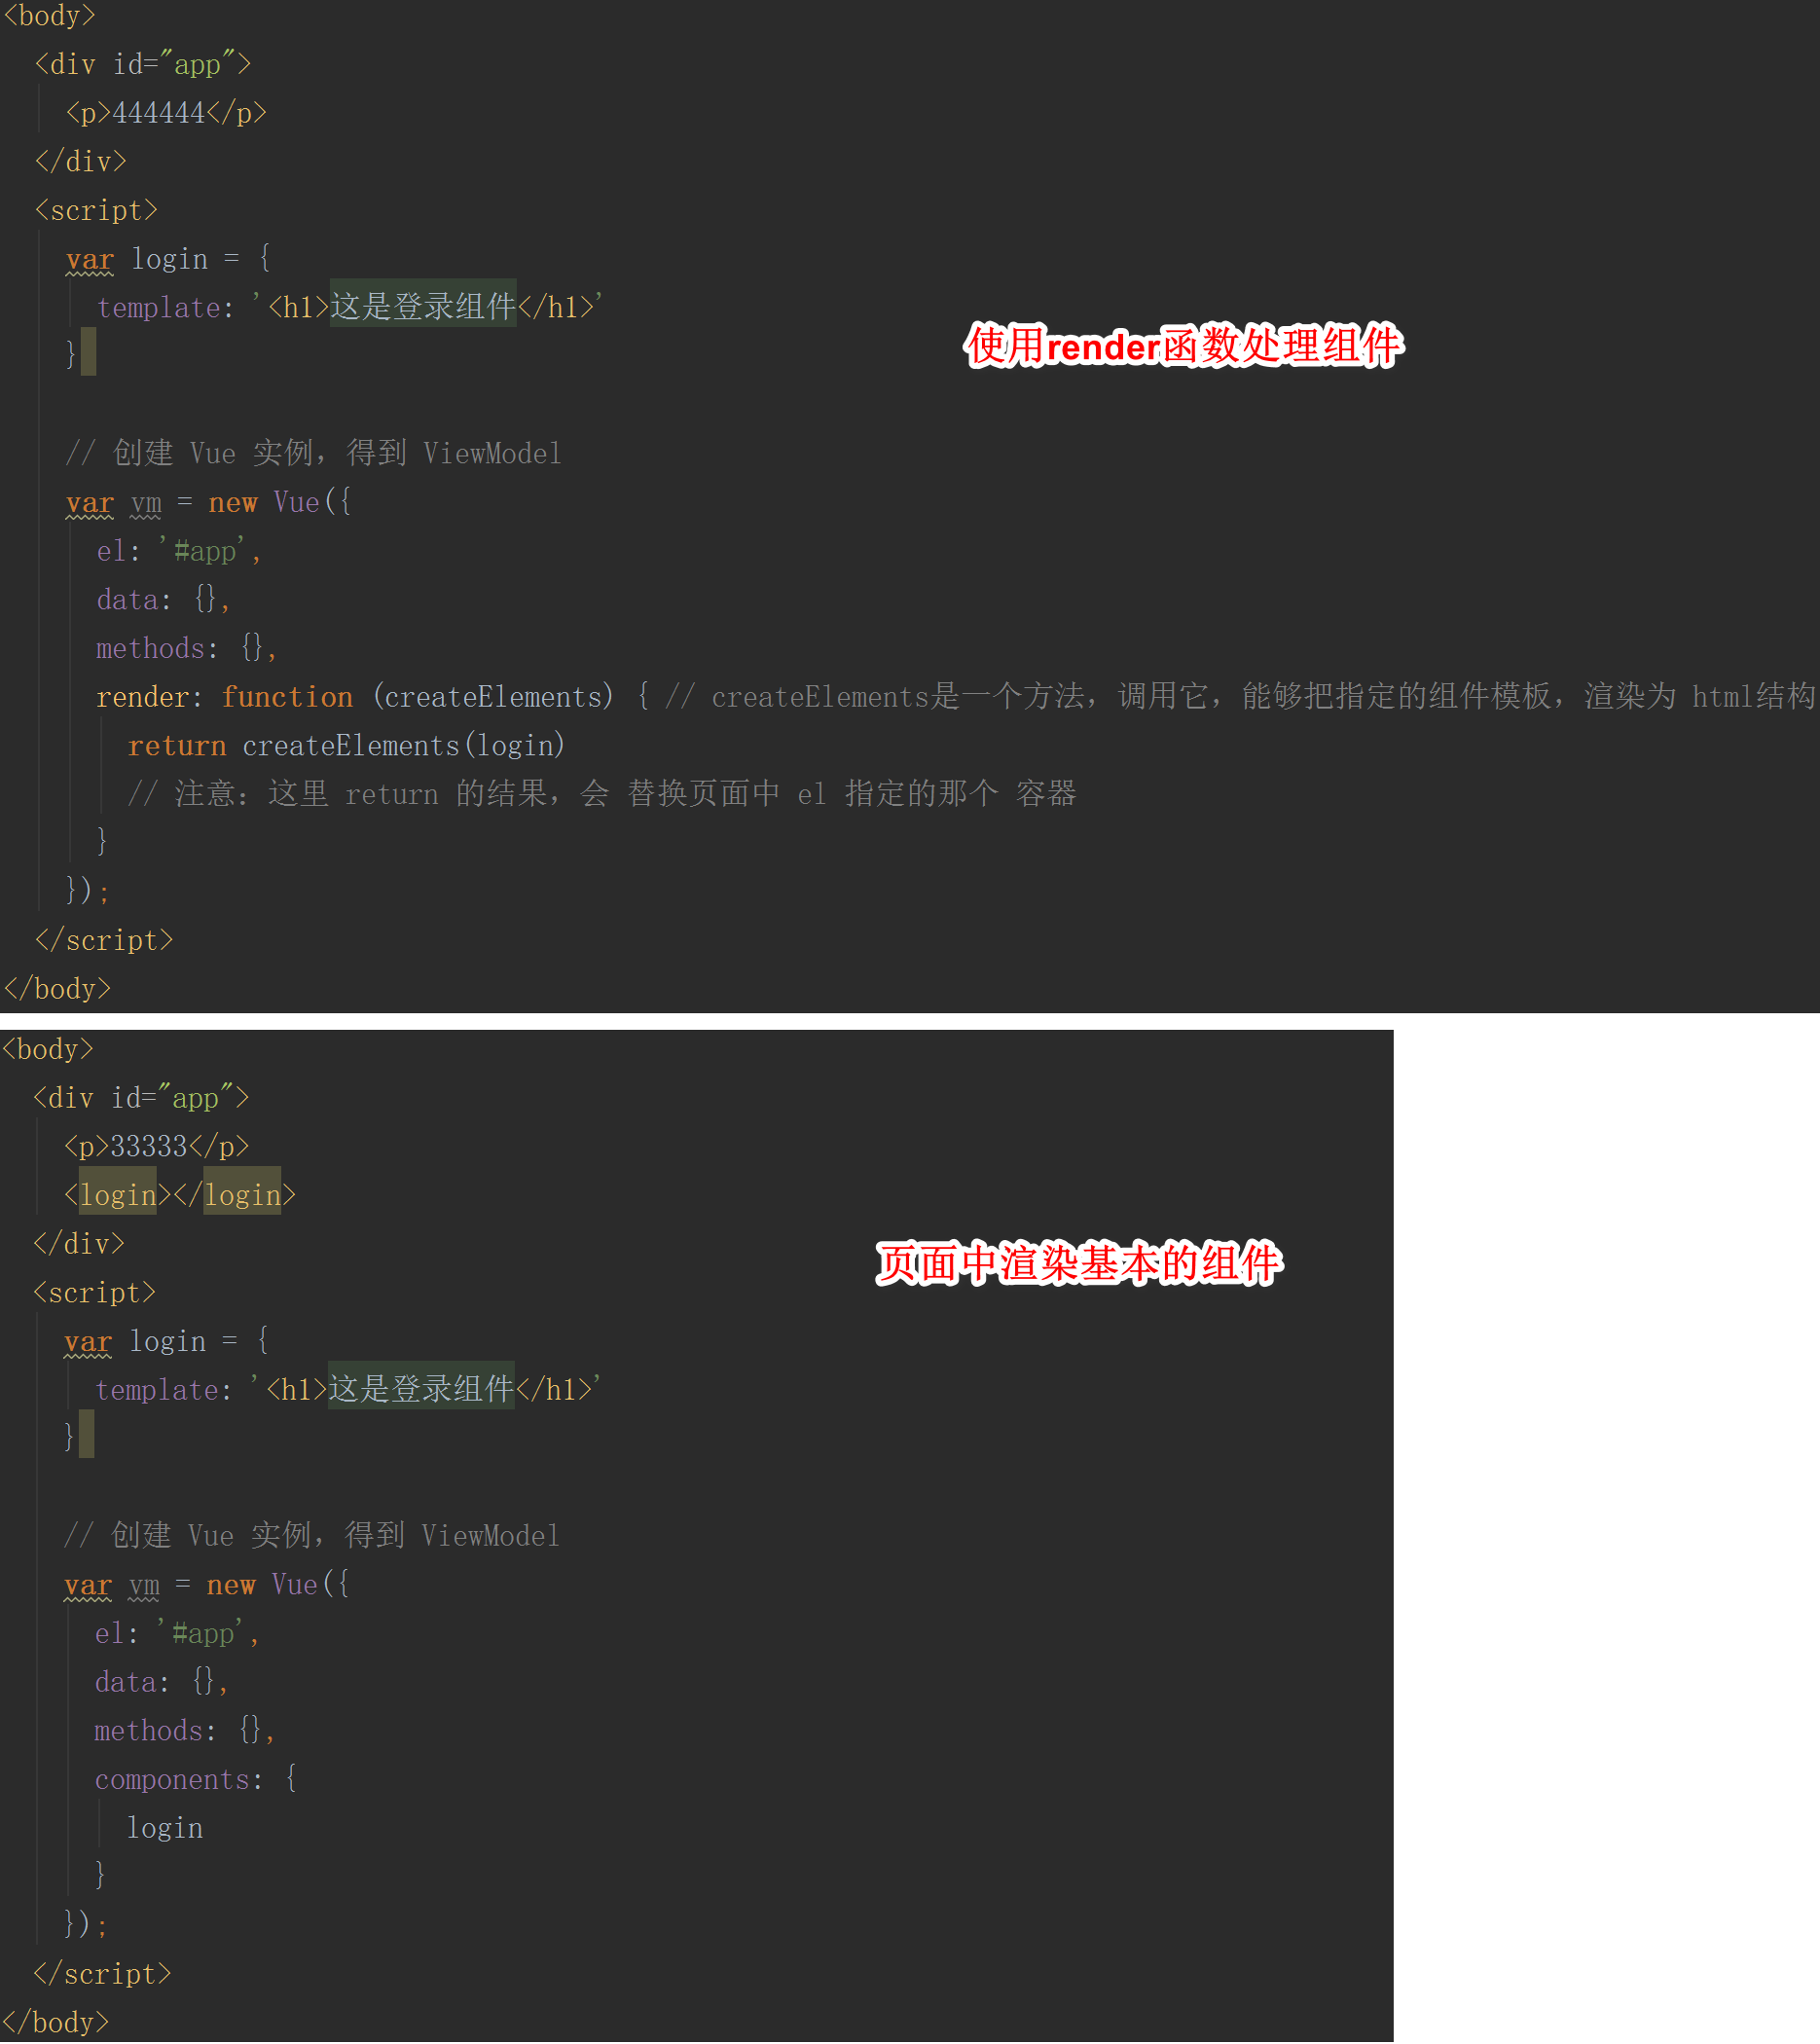 <body>
<div id="app">
<p>444444</p>
</div>
<script>
var login = {
template: '<h1>这是登录组件</h1>'
}
使用render函数处理组件
// 创建 Vue 实例，得到 ViewModel
var vm = new Vue({
el: '#app',
data: {},
methods: {},
render: function (createElements) { // createElements是一个方法，调用它，能够把指定的组件模板，渲染为 html结构
return createElements(login)
// 注意：这里 return 的结果，会 替换页面中 el 指定的那个 容器
}
});
</script>
</body>
<body>
<div id="app">
<p>33333</p>
<login></login>
</div>
页面中渲染基本的组件
<script>
var login = {
template: '<h1>这是登录组件</h1>'
}
// 创建 Vue 实例，得到 ViewModel
var vm = new Vue({
el: '#app',
data: {},
methods: {},
components: {
login
}
});
</script>
</body>